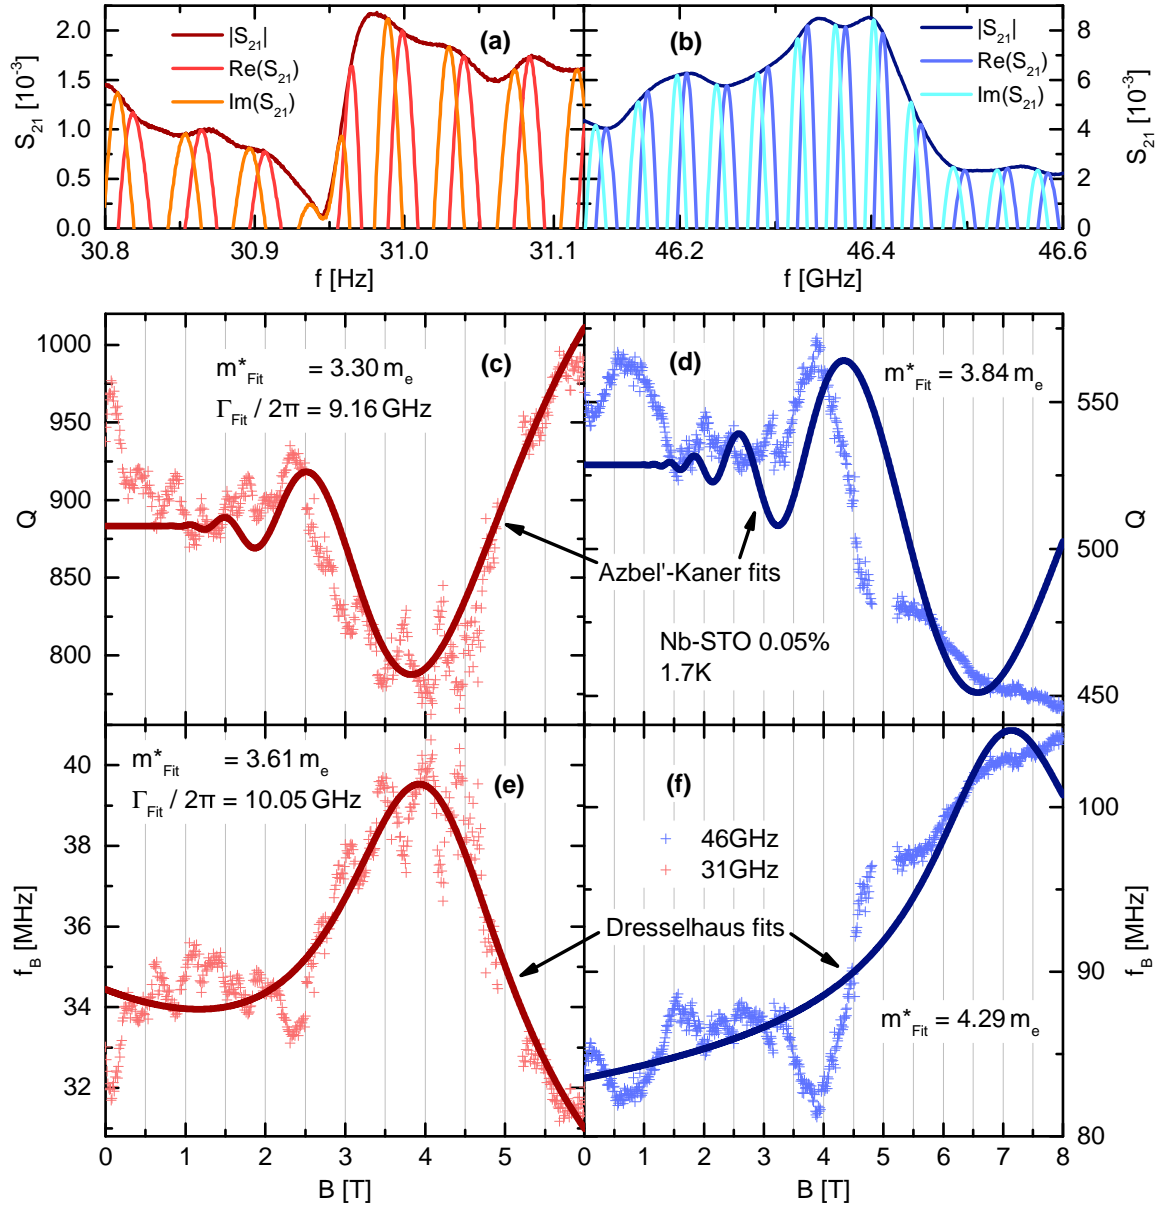 S21 [10-3]
2.0
1.5
1.0
0.5
0.0
|S21|
Re(S21)
Im(S21)
(a)
30.8 30.9 31.0 31.1
f [Hz]
(b)
|S21|
Re(S21)
Im(S21)
8
6
4
2
0
S21 [10-3]
46.2 46.4 46.6
f [GHz]
Q
1000
950
900
850
800
m*Fit = 3.30 me
ΓFit / 2π = 9.16 GHz
(c)
(d)
m*Fit = 3.84 me
Azbel'-Kaner fits
Nb-STO 0.05%
1.7K
550
500
450
Q
fB [MHz]
40
38
36
34
32
m*Fit = 3.61 me
ΓFit / 2π = 10.05 GHz
(e)
(f)
46GHz
31GHz
Dresselhaus fits
m*Fit = 4.29 me
100
90
80
fB [MHz]
0 1 2 3 4 5 0 1 2 3 4 5 6 7 8
B [T]
B [T]